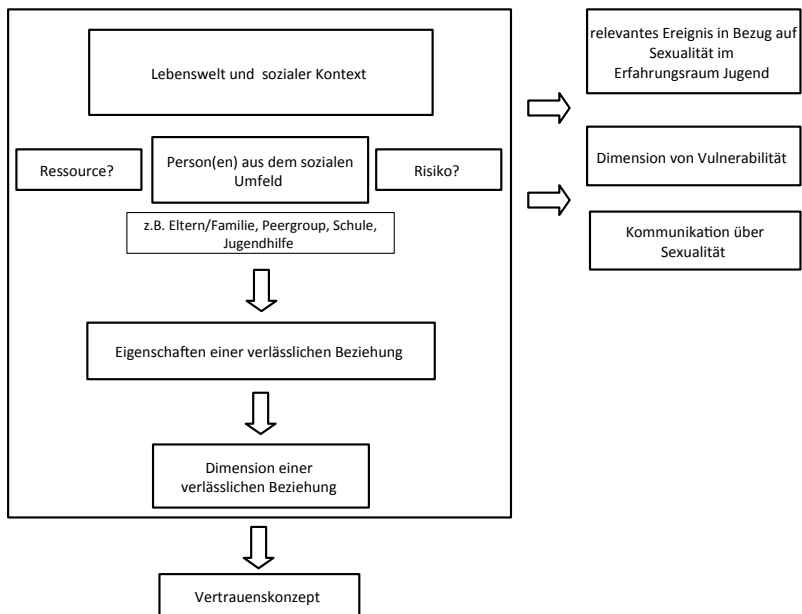 Lebenswelt und sozialer Kontext
Ressource?
Person(en) aus dem sozialen
Umfeld
Risiko?
z.B. Eltern/Familie, Peergroup, Schule,
Jugendhilfe
Eigenschaften einer verlässlichen Beziehung
Dimension einer
verlässlichen Beziehung
Vertrauenskonzept
relevantes Ereignis in Bezug auf
Sexualität im
Erfahrungsraum Jugend
Dimension von Vulnerabilität
Kommunikation über
Sexualität